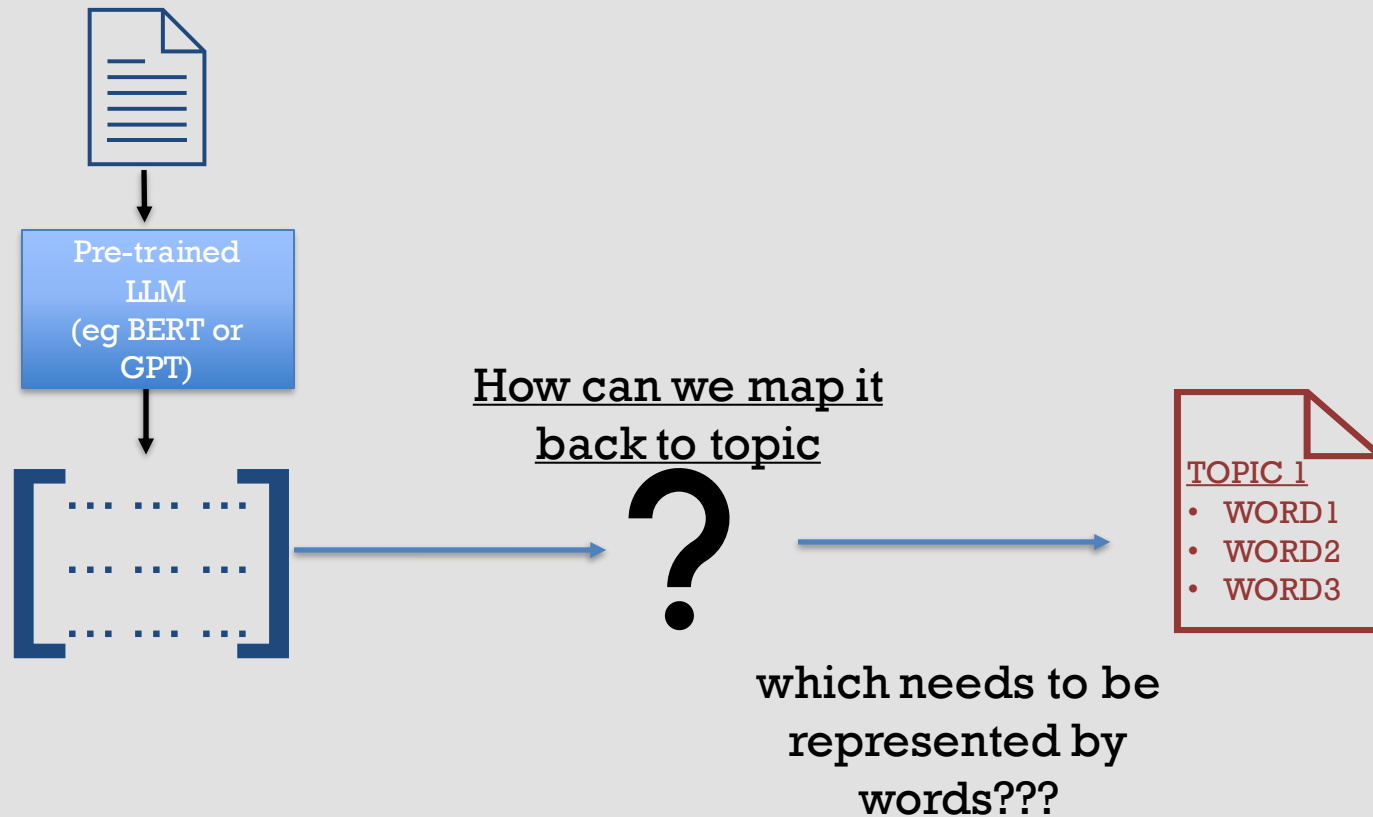 Pre-trained
LLM
(eg BERT or
GPT)
How can we map it
back to topic
?
... ... ...
... ... ...
... ... ...
TOPIC 1
• WORD1
• WORD2
• WORD3
which needs to be
represented by
words???